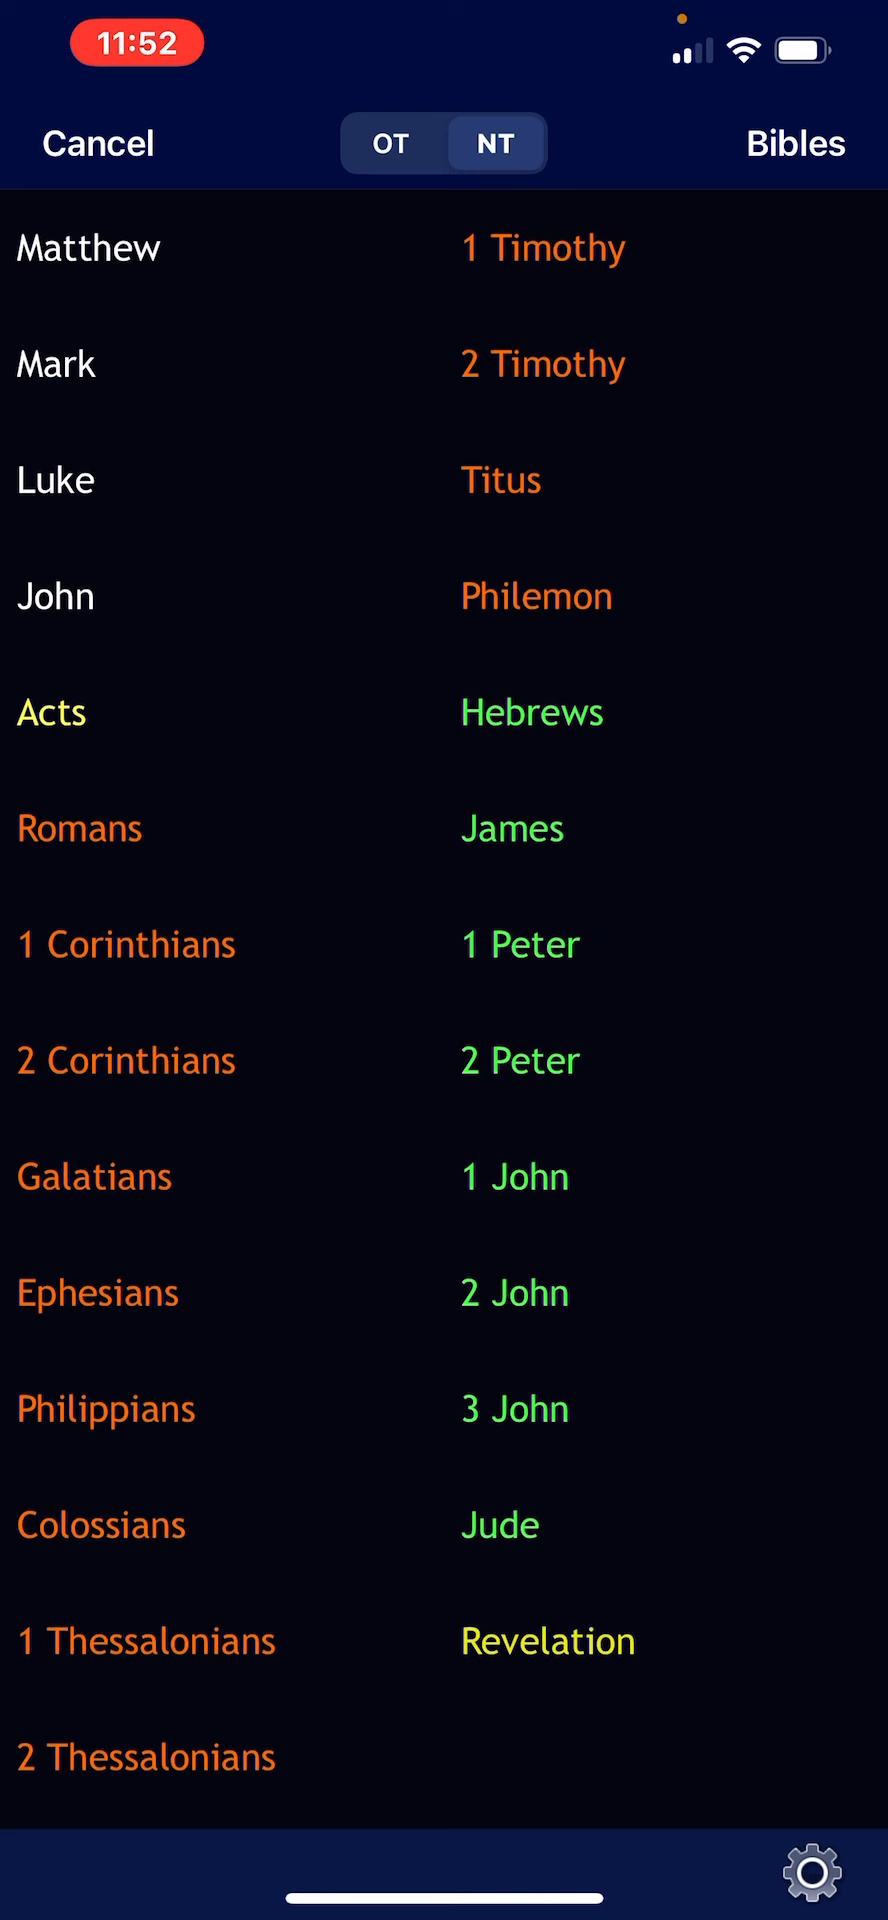 11:52
Cancel
OT
NT
Bibles
Matthew
Mark
Luke
John
Acts
Romans
1 Corinthians
2 Corinthians
Galatians
Ephesians
Philippians
Colossians
1 Thessalonians
2 Thessalonians
1 Timothy
2 Timothy
Titus
Philemon
Hebrews
James
1 Peter
2 Peter
1 John
2 John
3 John
Jude
Revelation